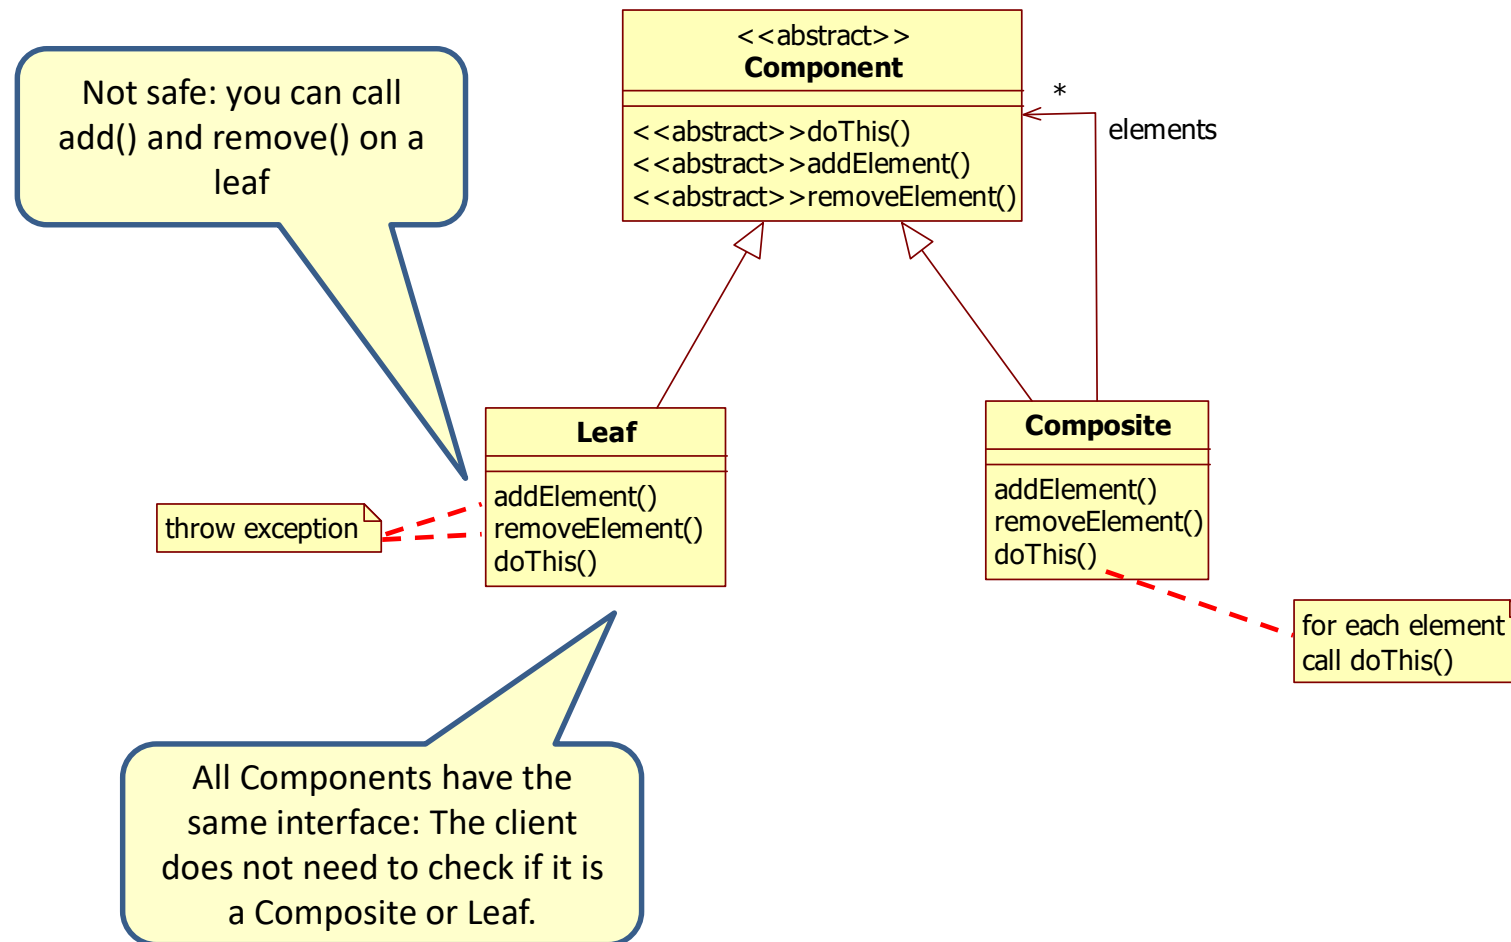 <<abstract>>
Component
<<abstract>>doThis()
<<abstract>>addElement()
<<abstract>>removeElement()
*
elements
Not safe: you can call
add() and remove() on a
leaf
Leaf
addElement()
removeElement()
doThis()
throw exception
Composite
addElement()
removeElement()
doThis()
for each element
call doThis()
All Components have the
same interface: The client
does not need to check if it is
a Composite or Leaf.